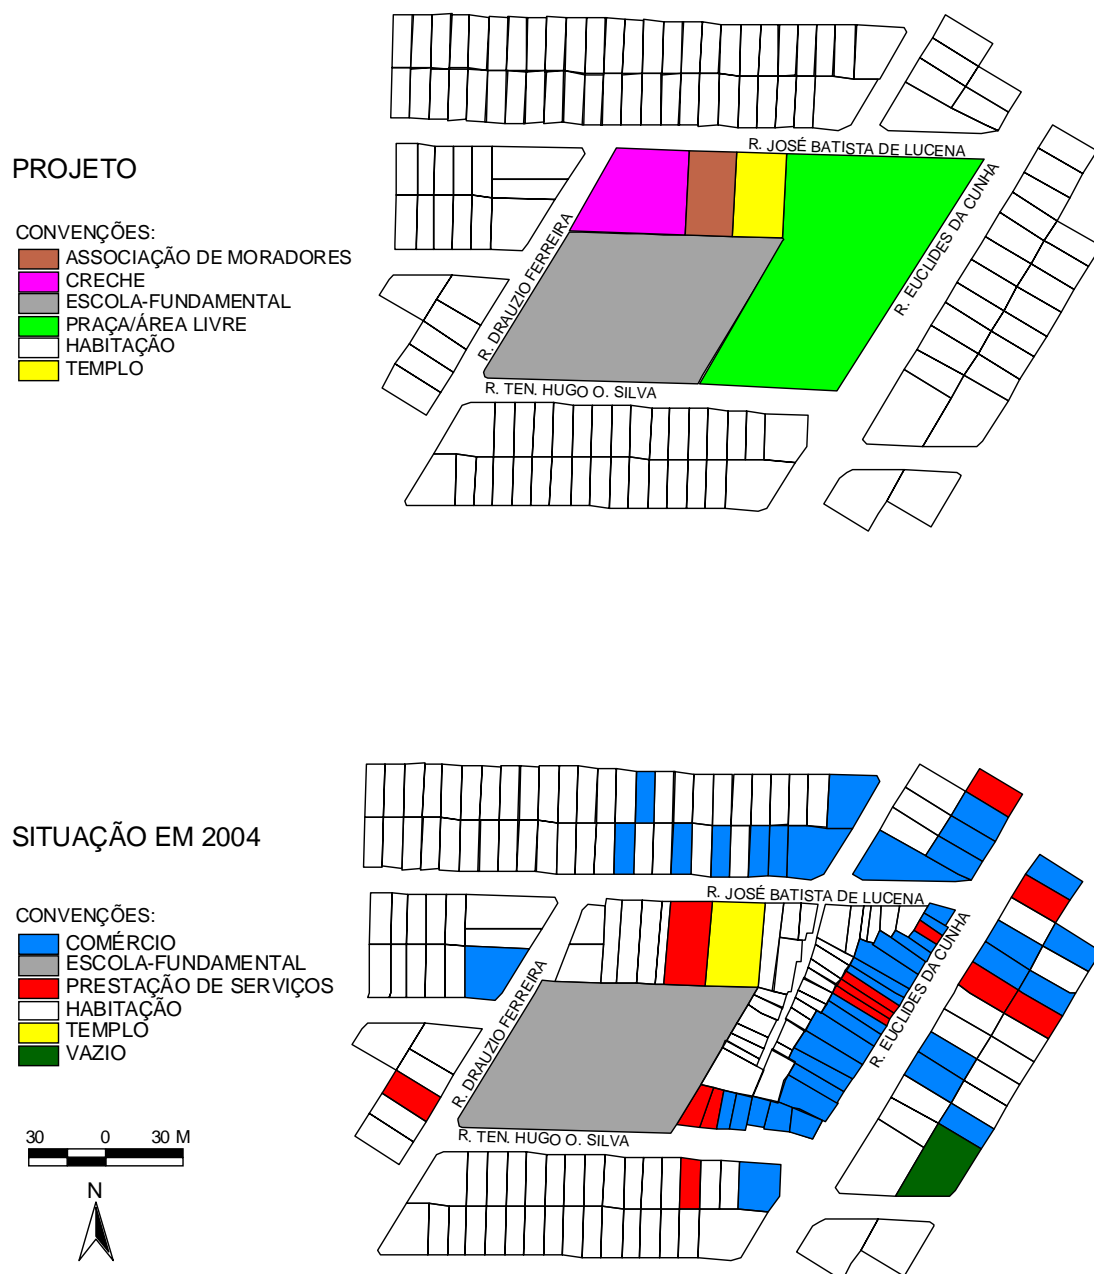 R. JOSÉ BATISTA DE LUCENA
PROJETO
CONVENÇÕES:
ASSOCIAÇÃO DE MORADORES
CRECHE
ESCOLA-FUNDAMENTAL
PRAÇA/ÁREA LIVRE
HABITAÇÃO
TEMPLO
R. DRAUZIO FERREIRA
R. EUCLIDES DA CUNHA
R. TEN. HUGO O. SILVA
SITUAÇÃO EM 2004
R. JOSÉ BATISTA DE LUCENA
CONVENÇÕES:
COMÉRCIO
ESCOLA-FUNDAMENTAL
PRESTAÇÃO DE SERVIÇOS
HABITAÇÃO
TEMPLO
VAZIO
R. DRAUZIO FERREIRA
R. EUCLIDES DA CUNHA
R. TEN. HUGO O. SILVA
30 0 30 M
N